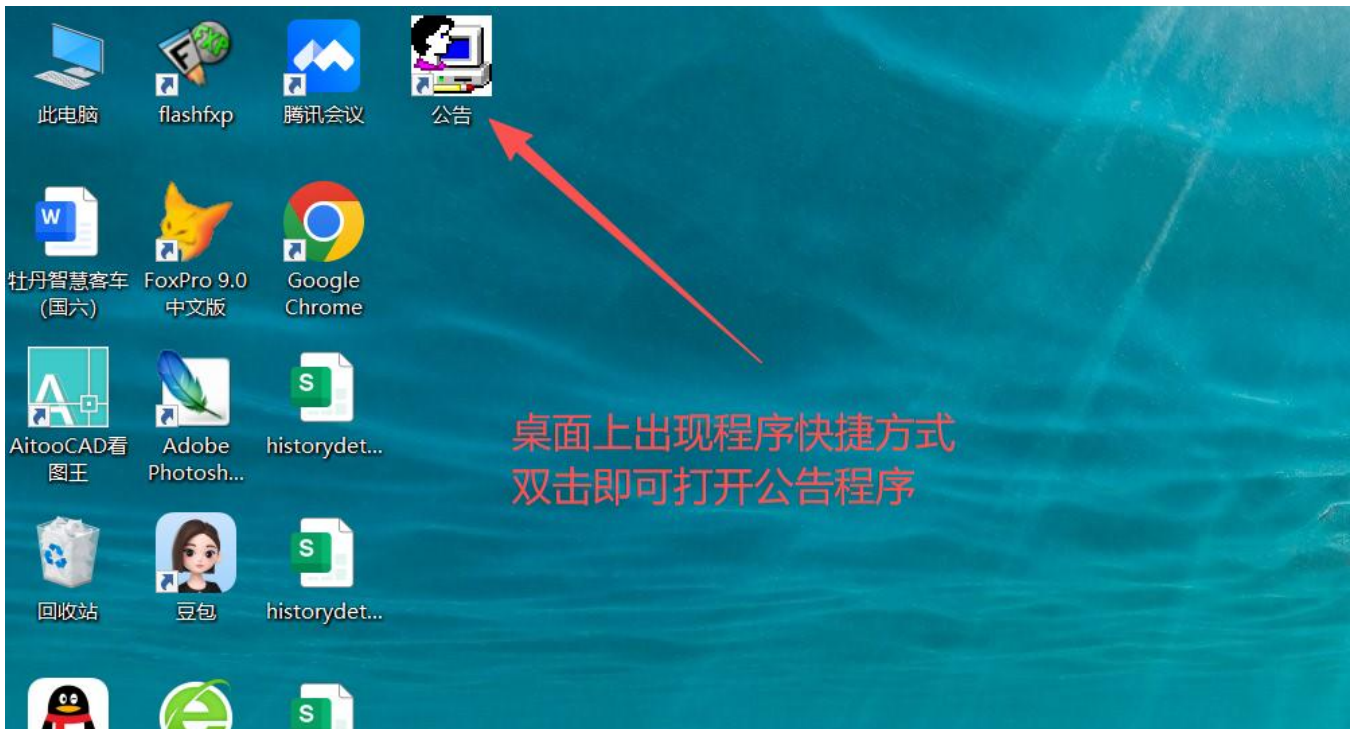 此电脑
flashfxp
腾讯会议
公告
牡丹智慧客车
(国六)
FoxPro 9.0
中文版
Google
Chrome
AitooCAD看
图王
Adobe
Photosh...
historydet...
桌面上出现程序快捷方式
双击即可打开公告程序
回收站
豆包
historydet...